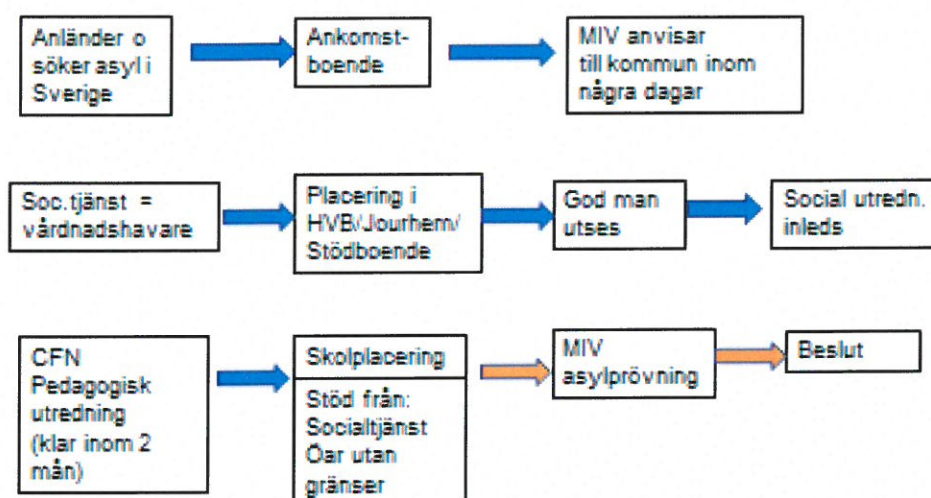 Anländer o
söker asyl i
Sverige
Ankomst-
boende
MIV anvisar
till kommun inom
några dagar
Soc.tjänst =
vårdnadshavare
Placering i
HVB/Jourhem/
Stödboende
God man
utses
Social utredn.
inleds
CFN
Pedagogisk
utredning
(klar inom 2
mån)
Skolplacering
Stöd från:
Socialtjänst
Öar utan
gränser
MIV
asylprövning
Beslut